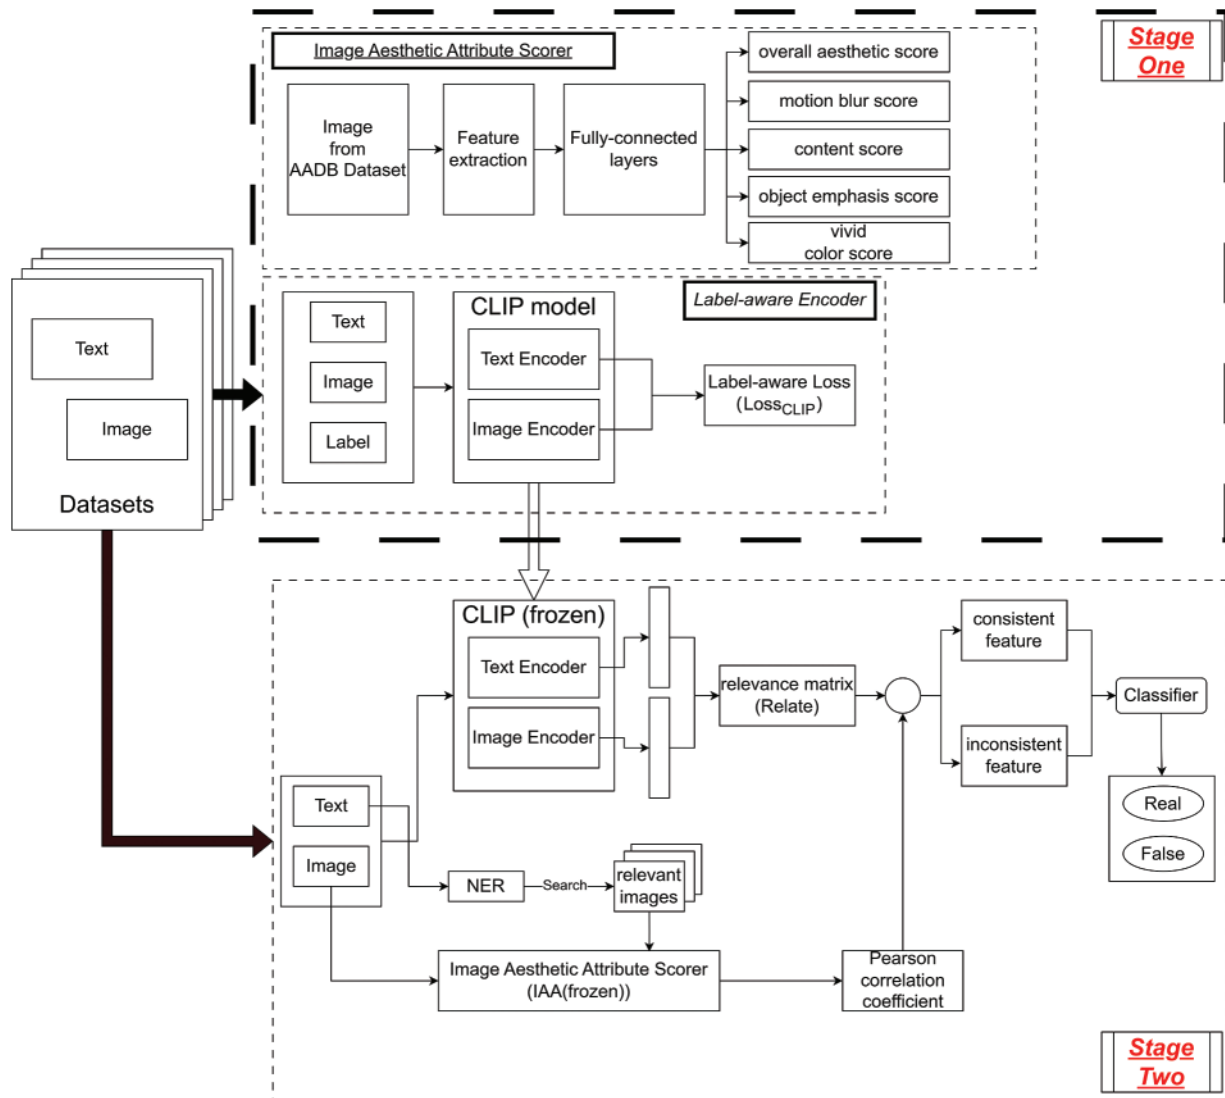 Stage
One
Image Aesthetic Attribute Scorer
Image
from
AADB Dataset
Feature
extraction
Fully-connected
layers
overall aesthetic score
motion blur score
content score
object emphasis score
vivid
color score
Text
Image
Datasets
Text
Image
Label
CLIP model
Text Encoder
Image Encoder
Label-aware Encoder
Label-aware Loss
(LossCLIP)
CLIP (frozen)
Text Encoder
Image Encoder
relevance matrix
(Relate)
consistent
feature
inconsistent
feature
Classifier
Real
False
Text
Image
NER
Search
relevant
images
Image Aesthetic Attribute Scorer
(IAA(frozen))
Pearson
correlation
coefficient
Stage
Two